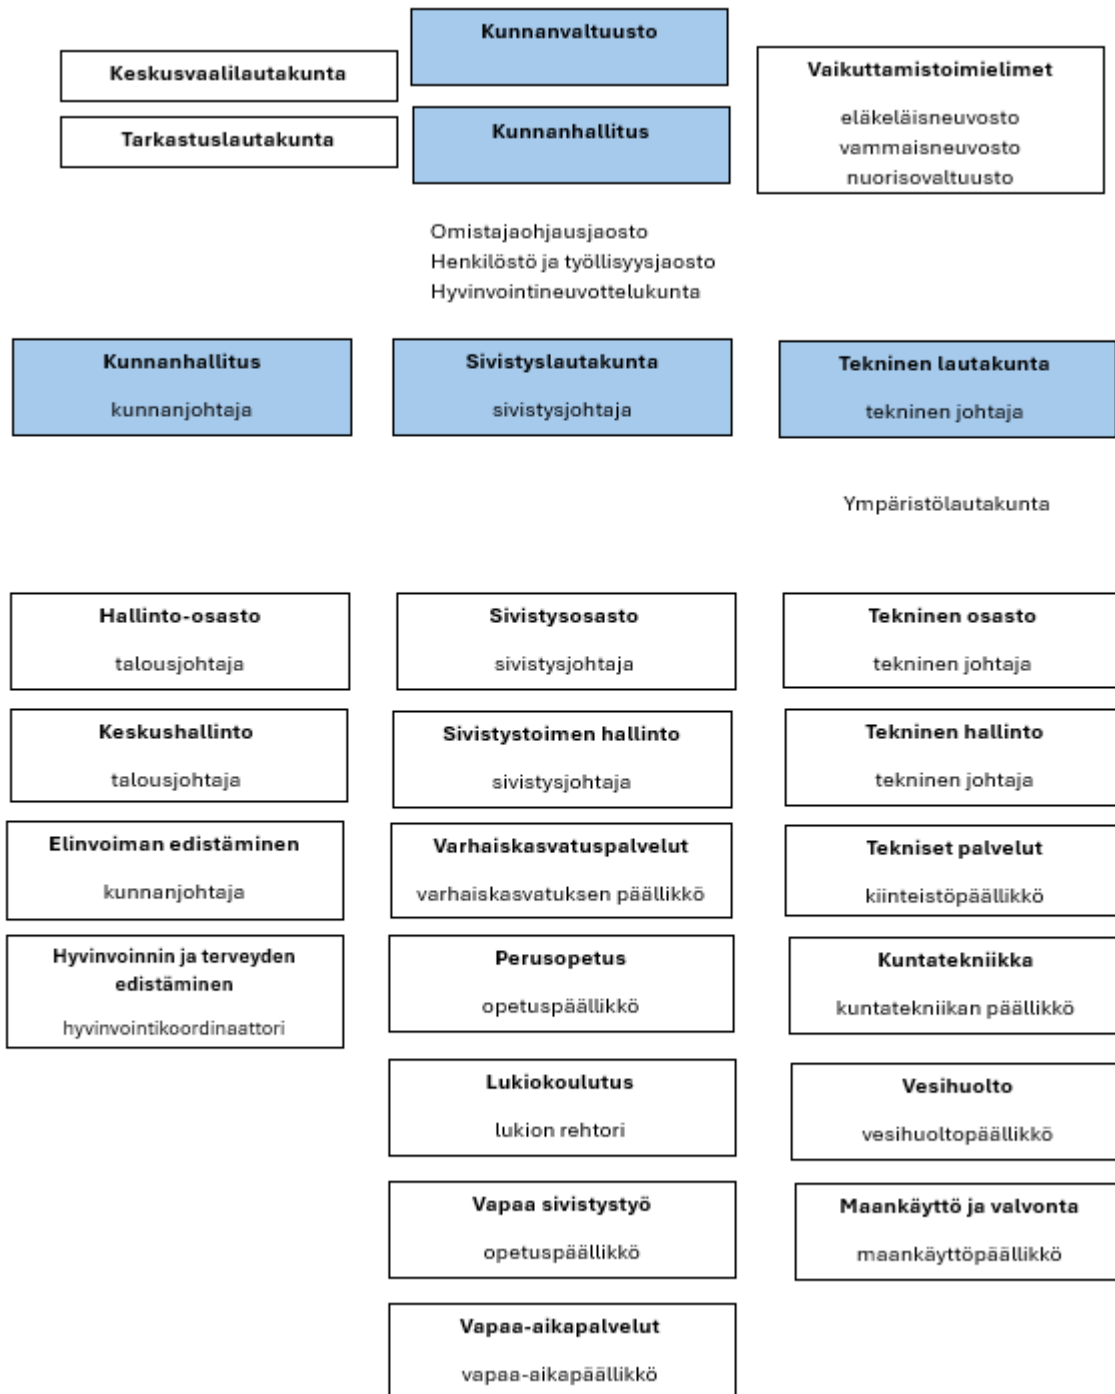 Kunnanvaltuusto
Keskusvaalilautakunta
Tarkastuslautakunta
Kunnanhallitus
Vaikuttamistoimielimet
eläkeläisneuvosto
vammaisneuvosto
nuorisovaltuusto
Omistajaohjausjaosto
Henkilöstö ja työllisyysjaosto
Hyvinvointineuvottelukunta
Kunnanhallitus
kunnanjohtaja
Sivistyslautakunta
sivistysjohtaja
Tekninen lautakunta
tekninen johtaja
Ympäristölautakunta
Hallinto-osasto
talousjohtaja
Keskushallinto
talousjohtaja
Elinvoiman edistäminen
kunnanjohtaja
Hyvinvoinnin ja terveyden
edistäminen
hyvinvointikoordinaattori
Sivistysosasto
sivistysjohtaja
Sivistystoimen hallinto
sivistysjohtaja
Varhaiskasvatuspalvelut
varhaiskasvatuksen päällikkö
Perusopetus
opetuspäällikkö
Lukiokoulutus
lukion rehtori
Vapaa sivistystyö
opetuspäällikkö
Vapaa-aikapalvelut
vapaa-aikapäällikkö
Tekninen osasto
tekninen johtaja
Tekninen hallinto
tekninen johtaja
Tekniset palvelut
kiinteistöpäällikkö
Kuntatekniikka
kuntatekniikan päällikkö
Vesihuolto
vesihuoltopäällikkö
Maankäyttö ja valvonta
maankäyttöpäällikkö